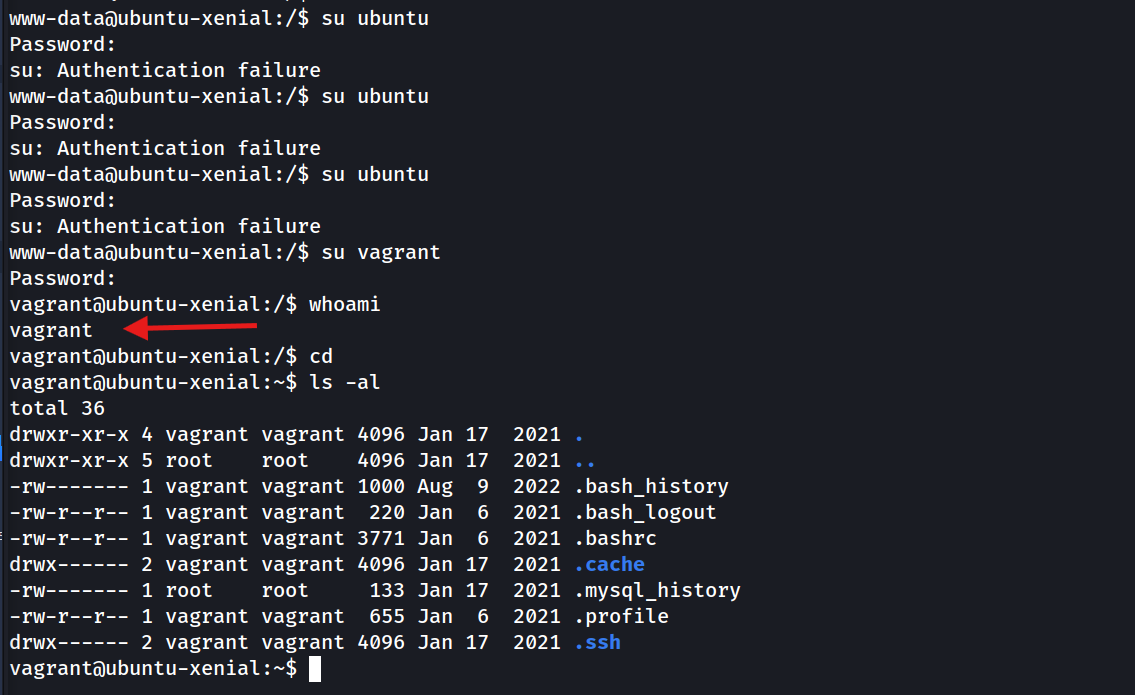 www-data@ubuntu-xenial:/$ su ubuntu
Password:
su: Authentication failure
www-data@ubuntu-xenial:/$ su ubuntu
Password:
su: Authentication failure
www-data@ubuntu-xenial:/$ su ubuntu
Password:
su: Authentication failure
www-data@ubuntu-xenial:/$ su vagrant
Password:
vagrant@ubuntu-xenial:/$ whoami
vagrant
vagrant@ubuntu-xenial:/$ cd
vagrant@ubuntu-xenial:~$ ls -al
total 36
drwxr-xr-x 4 vagrant vagrant 4096 Jan 17  2021 .
drwxr-xr-x 5 root    root    4096 Jan 17  2021 ..
-rw------- 1 vagrant vagrant 1000 Aug  9  2022 .bash_history
-rw-r--r-- 1 vagrant vagrant  220 Jan  6  2021 .bash_logout
-rw-r--r-- 1 vagrant vagrant 3771 Jan  6  2021 .bashrc
drwx------ 2 vagrant vagrant 4096 Jan 17  2021 .cache
-rw------- 1 root    root     133 Jan 17  2021 .mysql_history
-rw-r--r-- 1 vagrant vagrant  655 Jan  6  2021 .profile
drwx------ 2 vagrant vagrant 4096 Jan 17  2021 .ssh
vagrant@ubuntu-xenial:~$